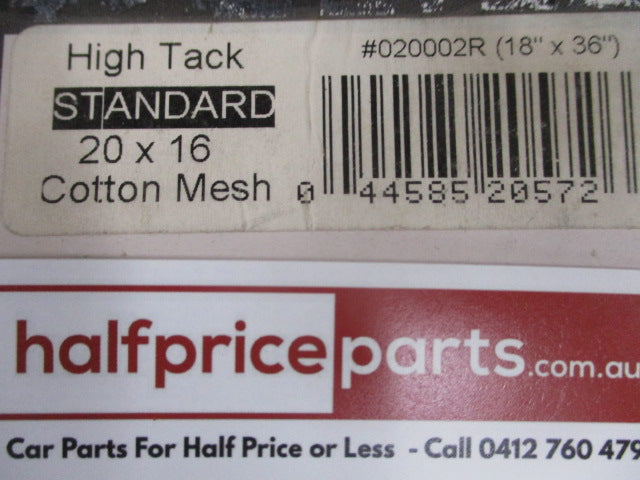 High Tack
STANDARD
20 x 16
Cotton Mesh
#020002R (18" x 36")
0 44585 20572
halfpriceparts.com.au
Car Parts For Half Price or Less - Call 0412 760 479